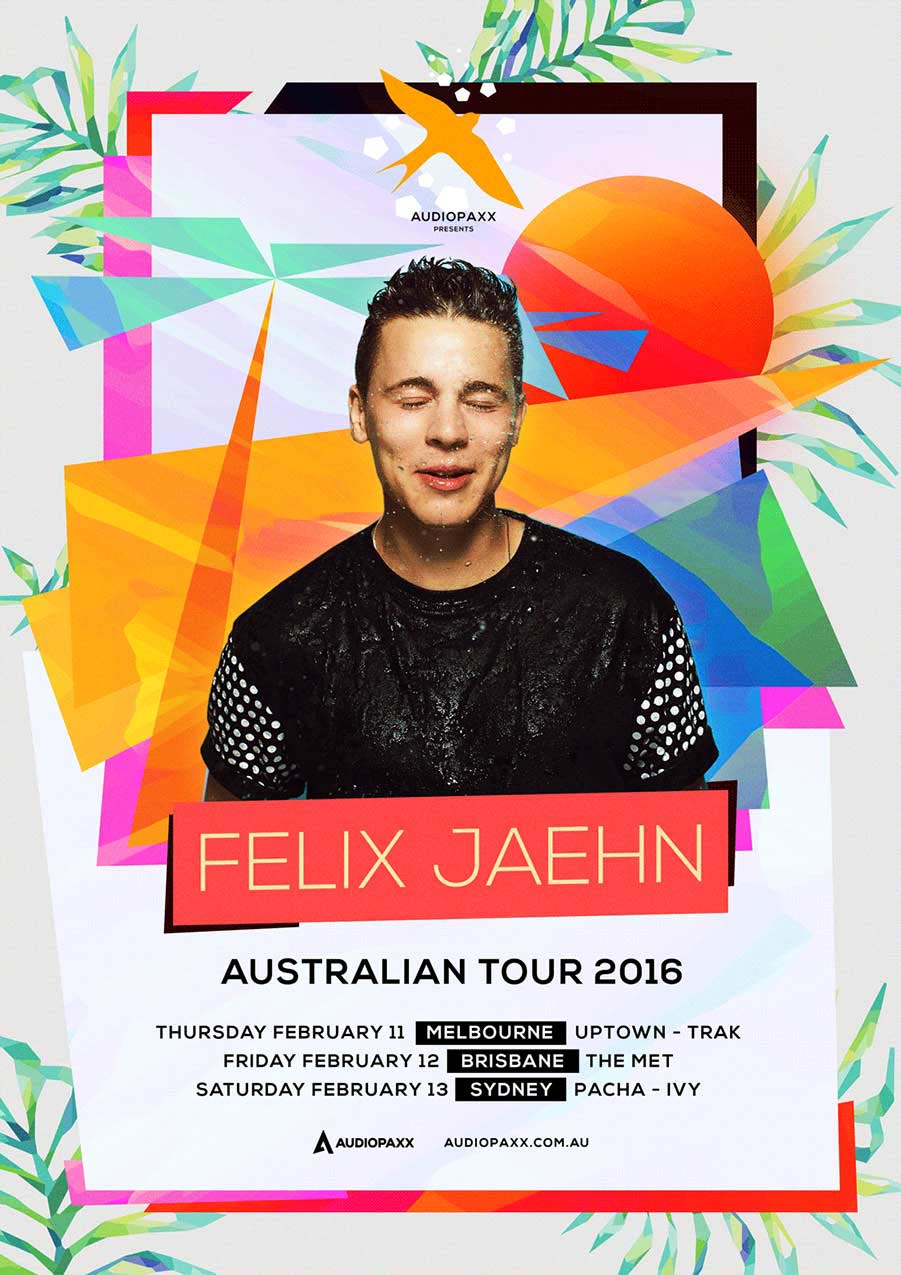 AUDIOPAXX
PRESENTS
FELIX JAEHN
AUSTRALIAN TOUR 2016
THURSDAY FEBRUARY 11 MELBOURNE UPTOWN - TRAK
FRIDAY FEBRUARY 12 BRISBANE THE MET
SATURDAY FEBRUARY 13 SYDNEY PACHA - IVY
AUDIOPAXX AUDIOPAXX.COM.AU